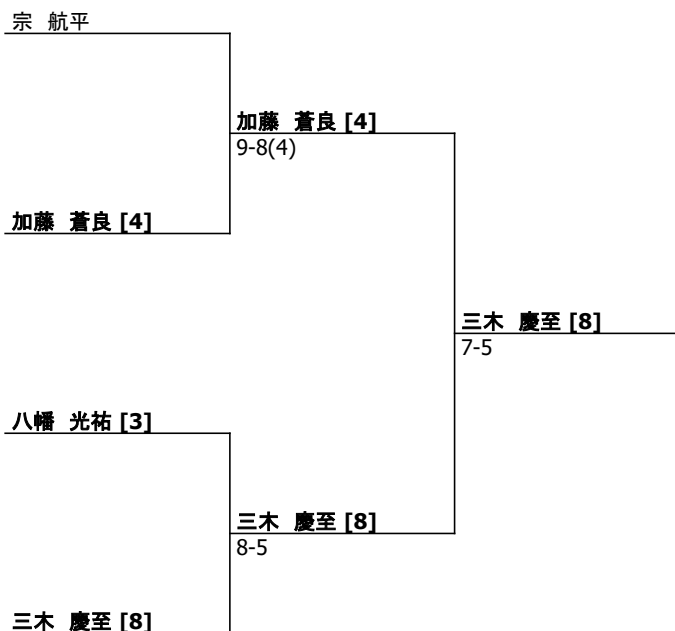 宗 航平
加藤 蒼良 [4]
9-8(4)
加藤 蒼良 [4]
三木 慶至 [8]
7-5
八幡 光祐 [3]
三木 慶至 [8]
8-5
三木 慶至 [8]